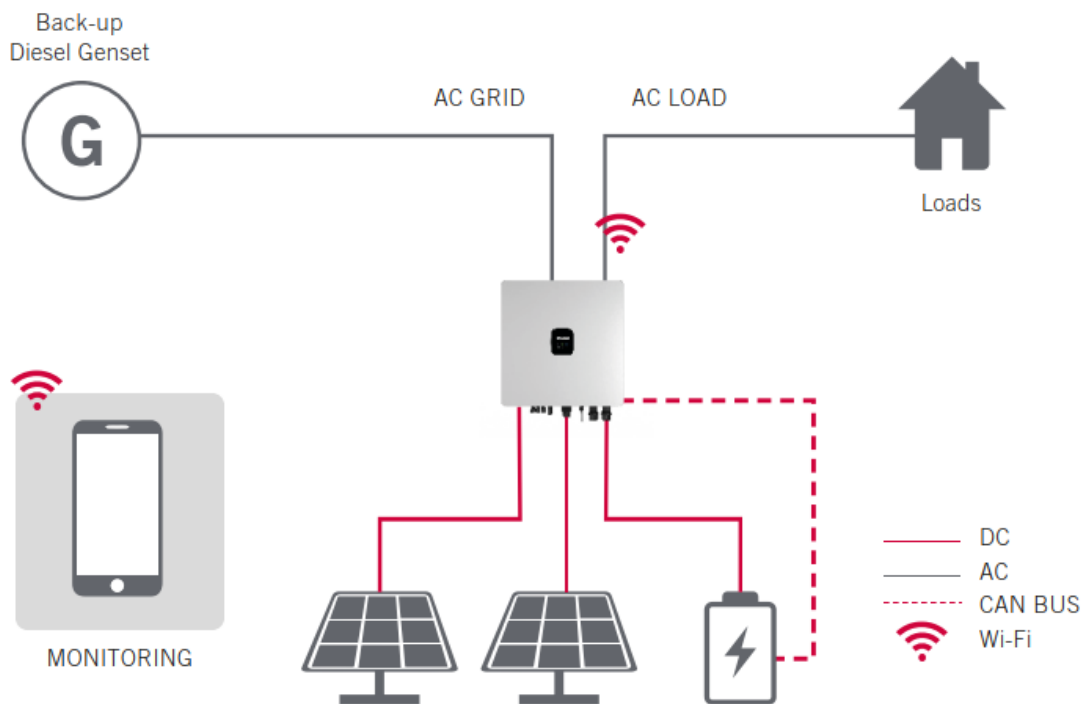 Back-up
Diesel Genset
G
AC GRID
AC LOAD
Loads
MONITORING
DC
AC
CAN BUS
Wi-Fi